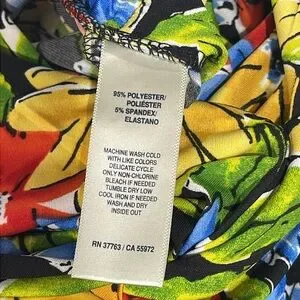 95% POLYESTER/
POLIÉSTER
5% SPANDEX/
ELASTANO
MACHINE WASH COLD
WITH LIKE COLORS
DELICATE CYCLE
ONLY NON-CHLORINE
BLEACH IF NEEDED
TUMBLE DRY LOW
COOL IRON IF NEEDED
WASH AND DRY
INSIDE OUT
RN 37763 / CA 55972